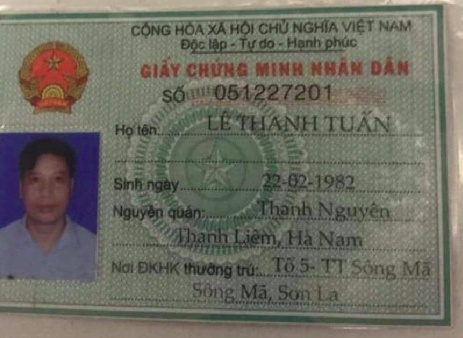 CỘNG HÒA XÃ HỘI CHỦ NGHĨA VIỆT NAM
Độc lập - Tự do - Hạnh phúc
GIẤY CHỨNG MINH NHÂN DÂN
SỐ 051227201
Họ tên: LÊ THANH TUẤN
Sinh ngày 22-02-1982
Nguyên quán: Thanh Nguyên
Thanh Liêm, Hà Nam
Nơi ĐKHK thường trú: Tổ 5- TT Sông Mã
Sông Mã, Sơn La